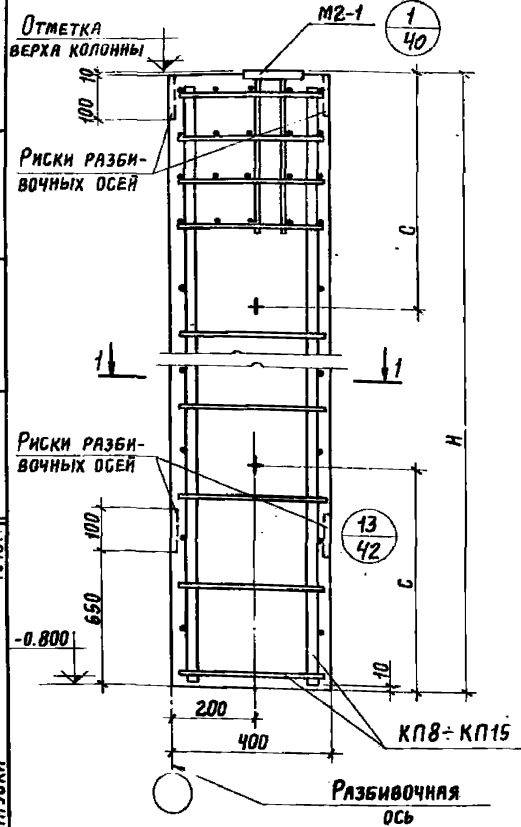 М2-1
1
40
Отметка
верха колонны
10
100
Риски разби-
вочных осей
С
1
1
Н
Риски разби-
вочных осей
100
13
42
650
С
-0.800
10
200
400
КП8÷КП15
Разбивочная
ось